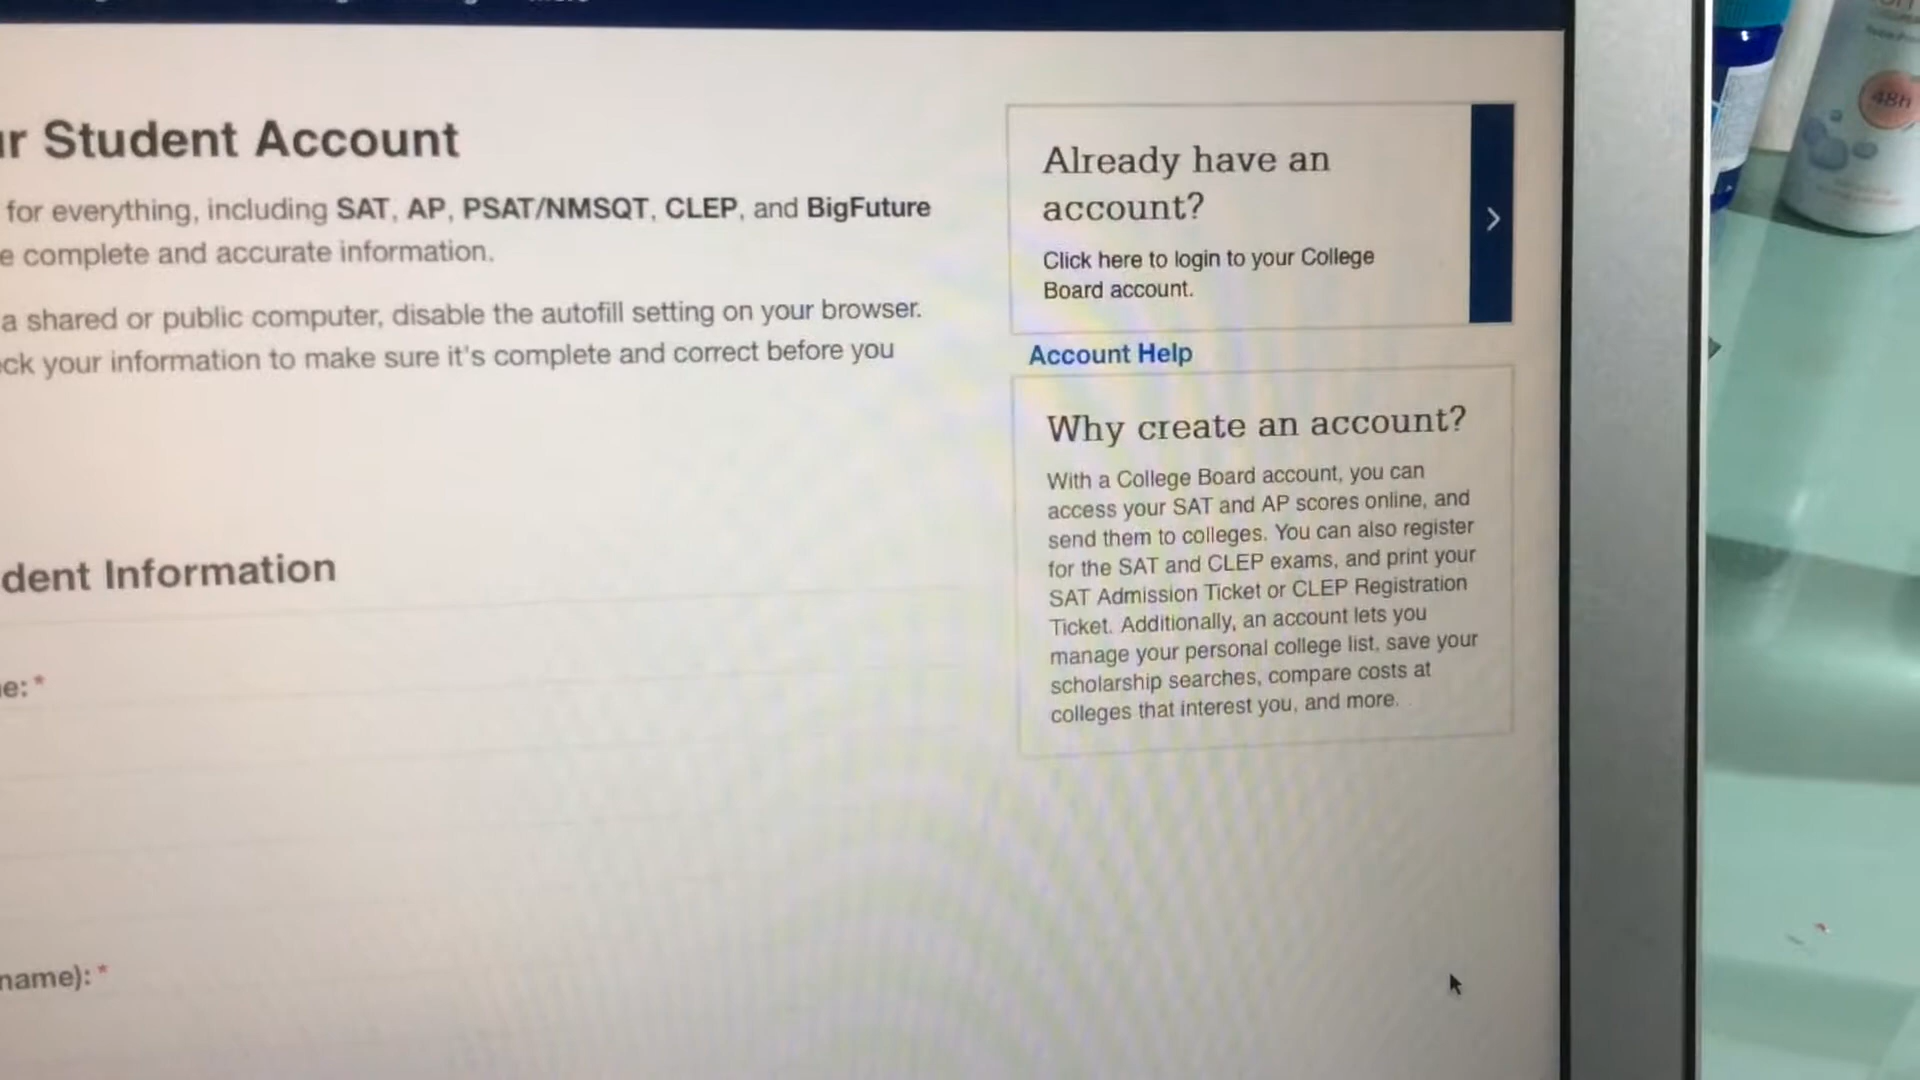 r Student Account
for everything, including SAT, AP, PSAT/NMSQT, CLEP, and BigFuture
e complete and accurate information.
a shared or public computer, disable the autofill setting on your browser.
ck your information to make sure it's complete and correct before you
dent Information
e: *
name): *
Already have an
account?
Click here to login to your College
Board account.
Account Help
Why create an account?
With a College Board account, you can
access your SAT and AP scores online, and
send them to colleges. You can also register
for the SAT and CLEP exams, and print your
SAT Admission Ticket or CLEP Registration
Ticket. Additionally, an account lets you
manage your personal college list, save your
scholarship searches, compare costs at
colleges that interest you, and more.
48h